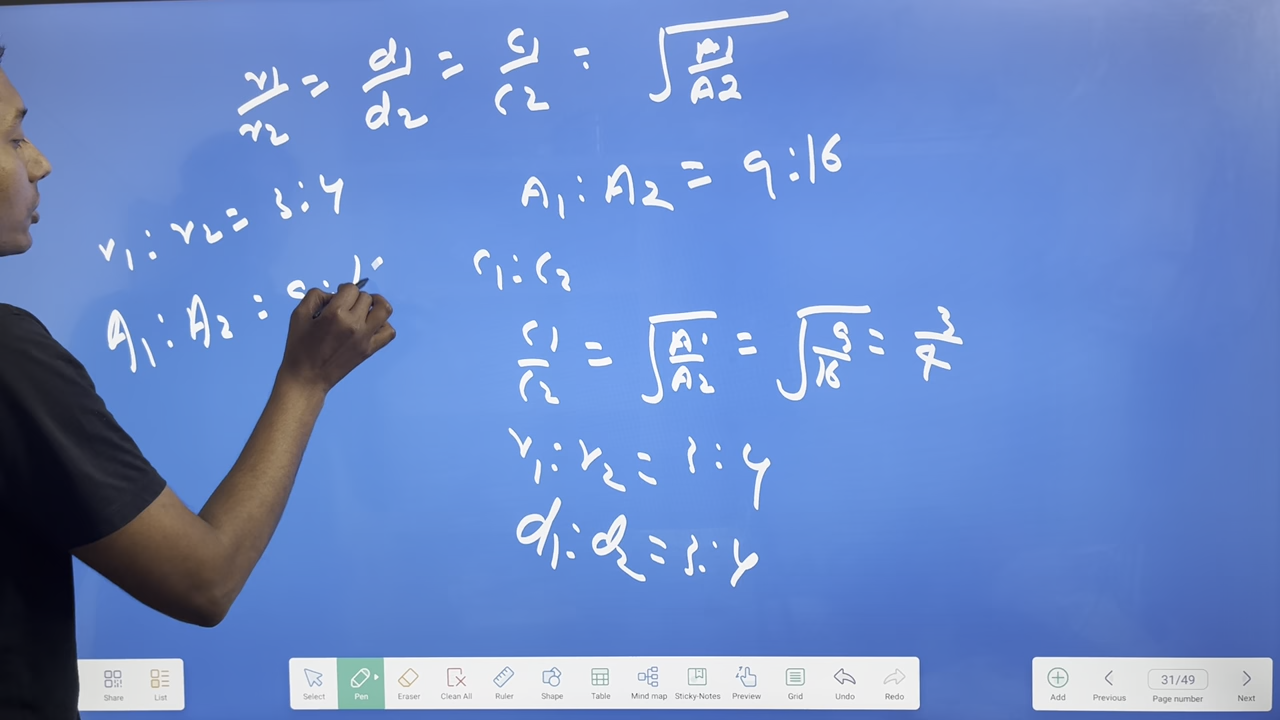 r1/r2 = d1/d2 = C1/C2 = √A1/A2
A1 : A2 = 9 : 16
r1 : r2 = 3 : 4
C1 : C2
A1 : A2 :
C1/C2 = √A1/A2 = √9/16 = 3/4
r1 : r2 = 3 : 4
d1 : d2 = 3 : 4
Share List Select Pen Eraser Clean All Ruler Shape Table Mind map Sticky-Notes Preview Grid Undo Redo Add Previous 31/49 Page number Next